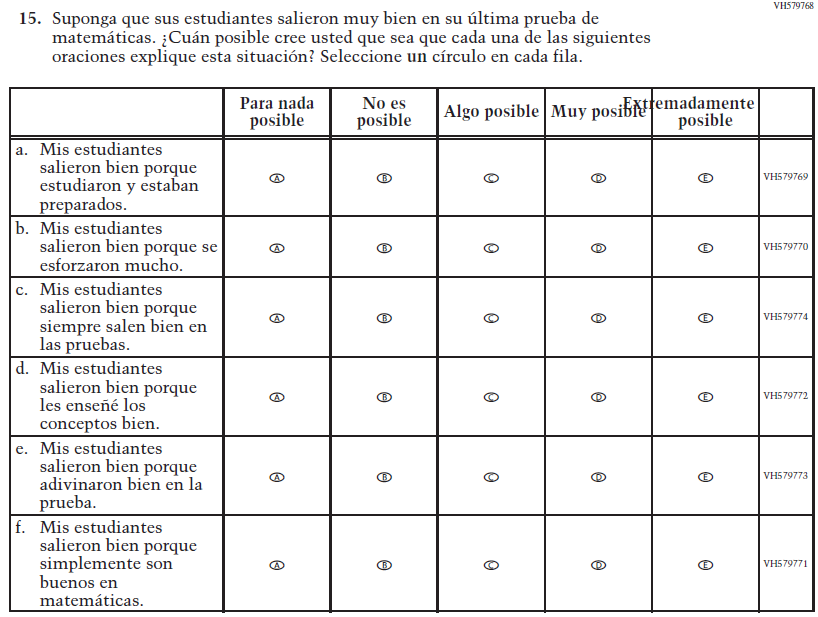 VH579768
15. Suponga que sus estudiantes salieron muy bien en su última prueba de
matemáticas. ¿Cuán posible cree usted que sea que cada una de las siguientes
oraciones explique esta situación? Seleccione un círculo en cada fila.
Para nada
posible
No es
posible
Algo posible
Muy posible
Extremadamente
posible
a. Mis estudiantes
salieron bien porque
estudiaron y estaban
preparados.
A B C D E VH579769
b. Mis estudiantes
salieron bien porque se
esforzaron mucho.
A B C D E VH579770
c. Mis estudiantes
salieron bien porque
siempre salen bien en
las pruebas.
A B C D E VH579774
d. Mis estudiantes
salieron bien porque
les enseñé los
conceptos bien.
A B C D E VH579772
e. Mis estudiantes
salieron bien porque
adivinaron bien en la
prueba.
A B C D E VH579773
f. Mis estudiantes
salieron bien porque
simplemente son
buenos en
matemáticas.
A B C D E VH579771